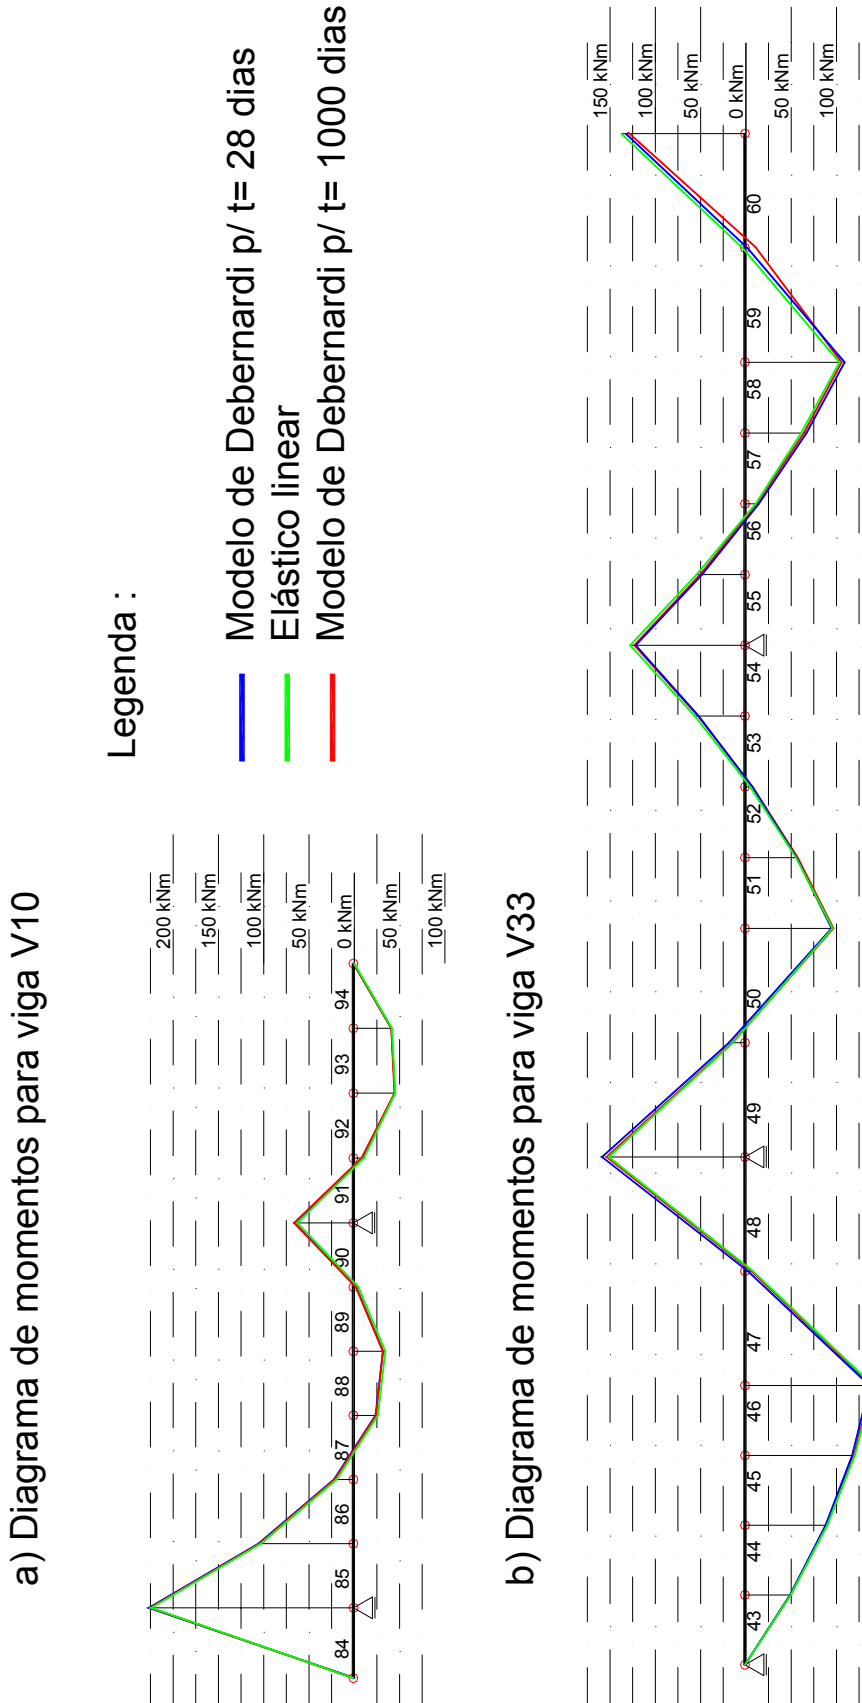 a) Diagrama de momentos para viga V10
84
85
86
87
88
89
90
91
92
93
94
200 kNm
150 kNm
100 kNm
50 kNm
0 kNm
50 kNm
100 kNm
Legenda :
Modelo de Debernardi p/ t= 28 dias
Elástico linear
Modelo de Debernardi p/ t= 1000 dias
b) Diagrama de momentos para viga V33
43
44
45
46
47
48
49
50
51
52
53
54
55
56
57
58
59
60
150 kNm
100 kNm
50 kNm
0 kNm
50 kNm
100 kNm